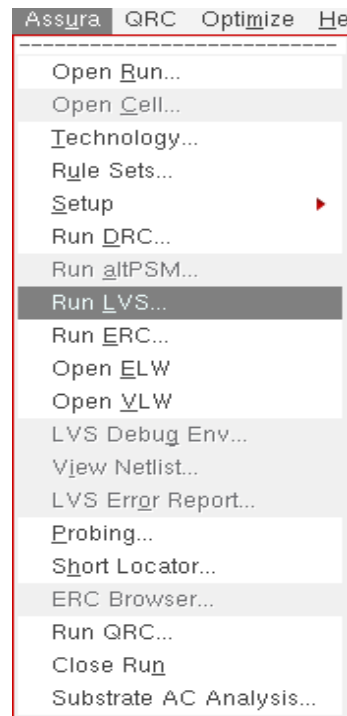 Assura QRC Optimize He
Open Run...
Open Cell...
Technology...
Rule Sets...
Setup
Run DRC...
Run altPSM...
Run LVS...
Run ERC...
Open ELW
Open VLW
LVS Debug Env...
View Netlist...
LVS Error Report...
Probing...
Short Locator...
ERC Browser...
Run QRC...
Close Run
Substrate AC Analysis...